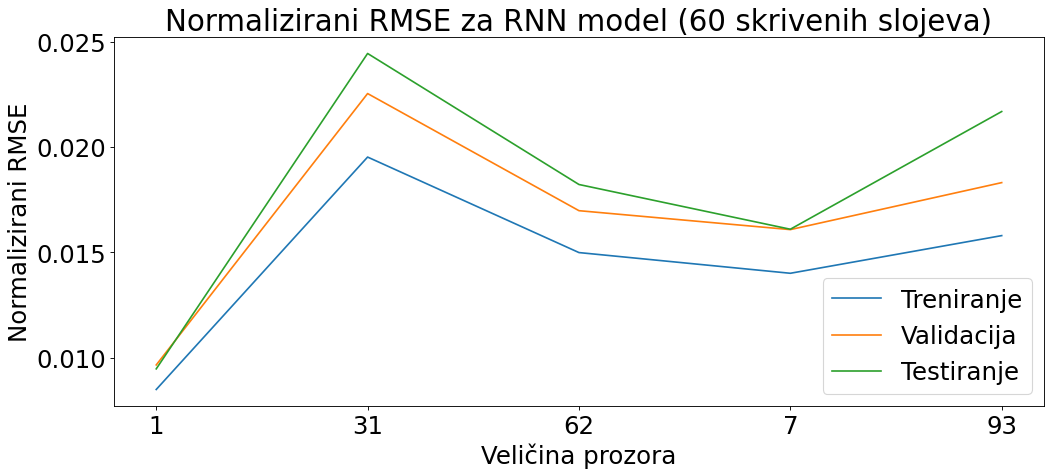 Normalizirani RMSE za RNN model (60 skrivenih slojeva)
Normalizirani RMSE
0.025
0.020
0.015
0.010
Treniranje
Validacija
Testiranje
1 31 62 7 93
Veličina prozora